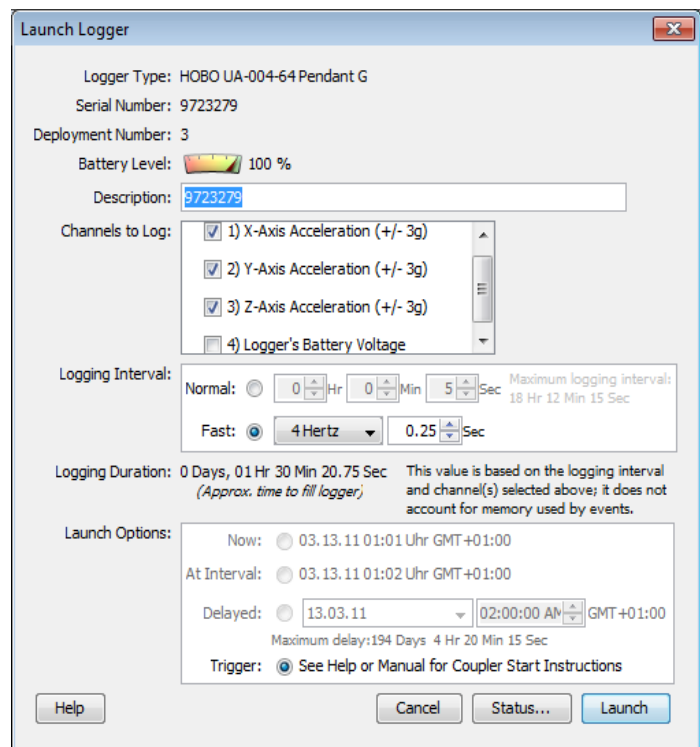 Launch Logger
Logger Type: HOBO UA-004-64 Pendant G
Serial Number: 9723279
Deployment Number: 3
Battery Level: 100 %
Description: 9723279
Channels to Log: 1) X-Axis Acceleration (+/- 3g)
2) Y-Axis Acceleration (+/- 3g)
3) Z-Axis Acceleration (+/- 3g)
4) Logger's Battery Voltage
Logging Interval:
Normal: 0 Hr 0 Min 5 Sec Maximum logging interval:
18 Hr 12 Min 15 Sec
Fast: 4 Hertz 0.25 Sec
Logging Duration: 0 Days, 01 Hr 30 Min 20.75 Sec
(Approx. time to fill logger)
This value is based on the logging interval
and channel(s) selected above; it does not
account for memory used by events.
Launch Options:
Now: 03.13.11 01:01 Uhr GMT+01:00
At Interval: 03.13.11 01:02 Uhr GMT+01:00
Delayed: 13.03.11 02:00:00 AM GMT+01:00
Maximum delay:194 Days 4 Hr 20 Min 15 Sec
Trigger: See Help or Manual for Coupler Start Instructions
Help Cancel Status... Launch